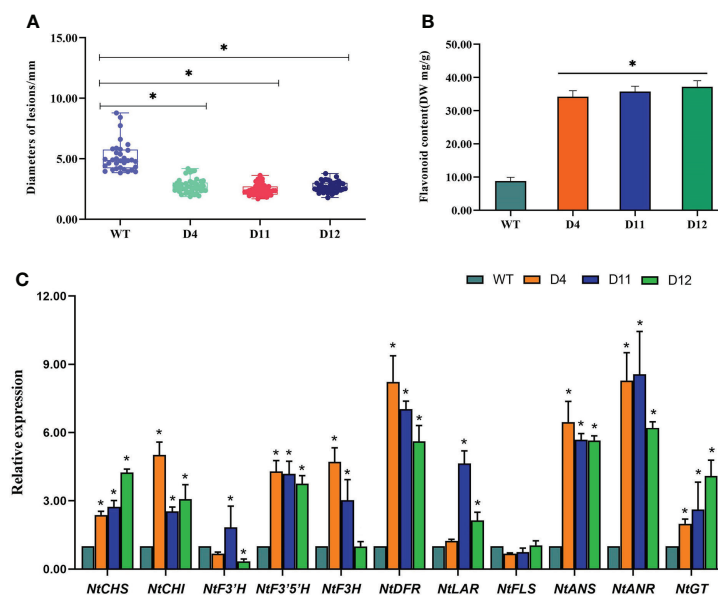 A
Diameters of lesions/mm
15.00
10.00
5.00
0.00
*
*
*
WT D4 D11 D12
B
Flavonoid content(DW mg/g)
50.00
40.00
30.00
20.00
10.00
0.00
*
WT D4 D11 D12
C
WT D4 D11 D12
Relative expression
12.00
9.00
6.00
3.00
0.00
* * * * * * * * * * * * * * * * * * * * * * * * * * *
NtCHS NtCHI NtF3'H NtF3'5'H NtF3H NtDFR NtLAR NtFLS NtANS NtANR NtGT